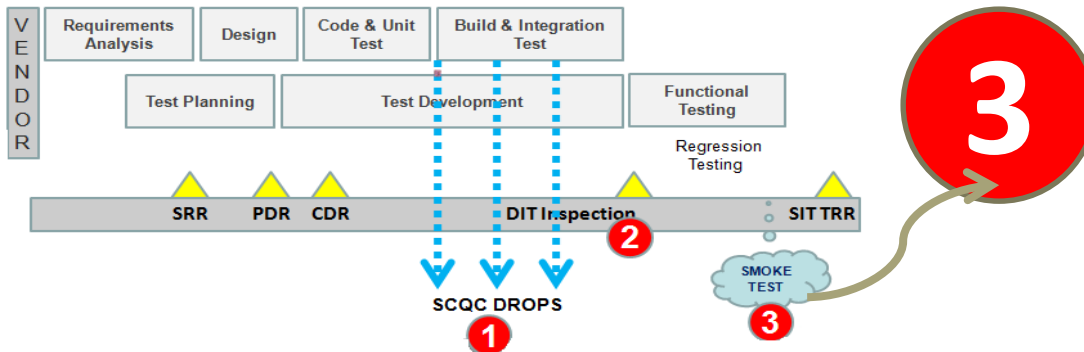 VENDOR
Requirements
Analysis
Design
Code & Unit
Test
Build & Integration
Test
Test Planning
Test Development
Functional
Testing
Regression
Testing
SRR
PDR
CDR
DIT Inspection
SIT TRR
2
SMOKE
TEST
3
SCQC DROPS
1
3